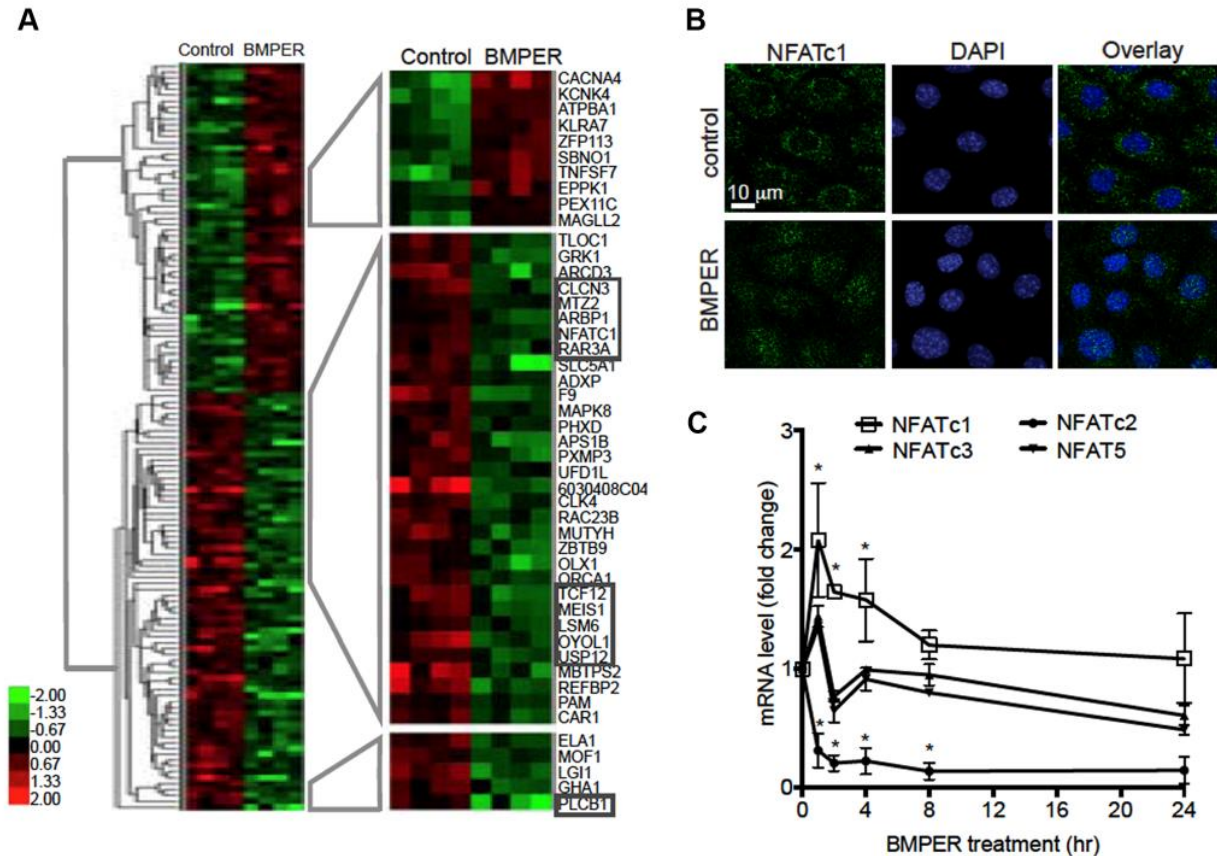 A
Control BMPER
-2.00
-1.33
-0.67
0.00
0.67
1.33
2.00
Control BMPER
CACNA4
KCNK4
ATPBA1
KLRA7
ZFP113
SBNO1
TNFSF7
EPPK1
PEX11C
MAGLL2
TLOC1
GRK1
ARCD3
CLCN3
MTZ2
ARBP1
NFATC1
RAR3A
SLC5A1
ADXP
F9
MAPK8
PHXD
APS1B
PXMP3
UFD1L
6030408C04
CLK4
RAC23B
MUTYH
ZBTB9
OLX1
ORCA1
TCF12
MEIS1
LSM6
OYOL1
USP12
MBTPS2
REFBP2
PAM
CAR1
ELA1
MOF1
LGI1
GHA1
PLCB1
B
NFATc1 DAPI Overlay
control
10 μm
BMPER
C
NFATc1 NFATc2
NFATc3 NFAT5
mRNA level (fold change)
3
2
1
0
* * *
* * * *
0 4 8 12 16 20 24
BMPER treatment (hr)